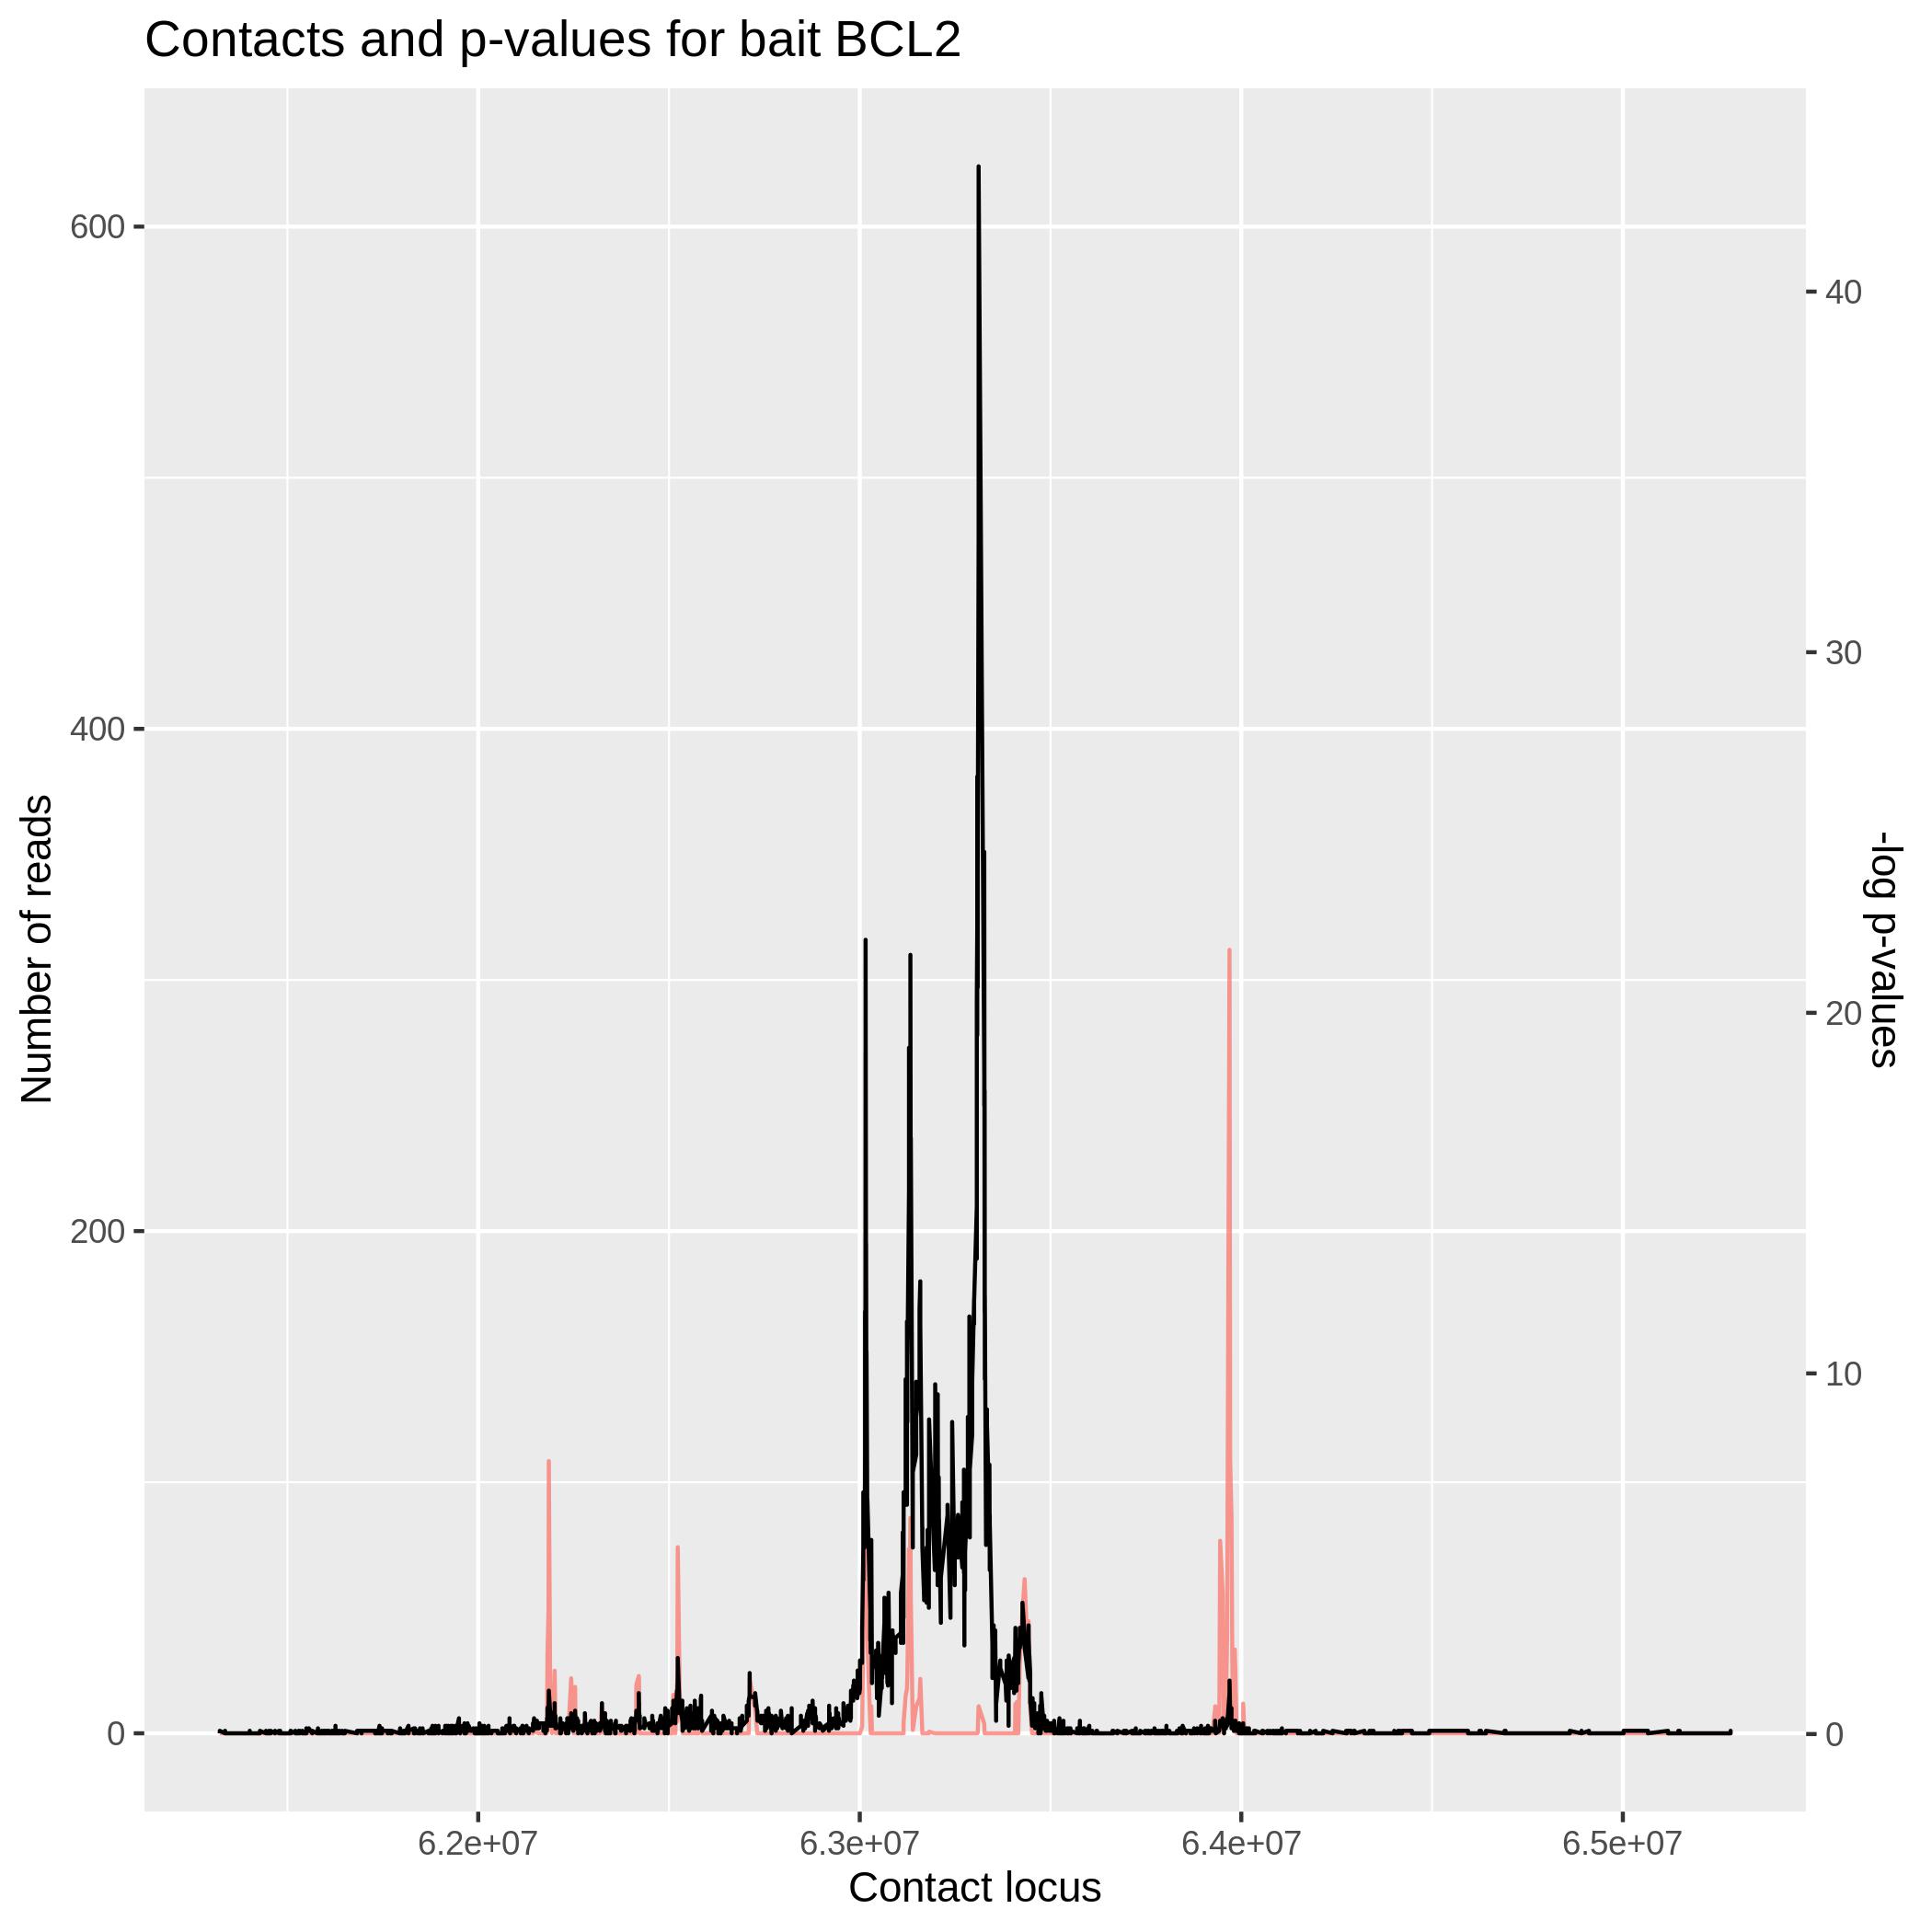 Contacts and p-values for bait BCL2
600
400
200
0
Number of reads
40
30
20
10
0
-log p-values
6.2e+07
6.3e+07
6.4e+07
6.5e+07
Contact locus